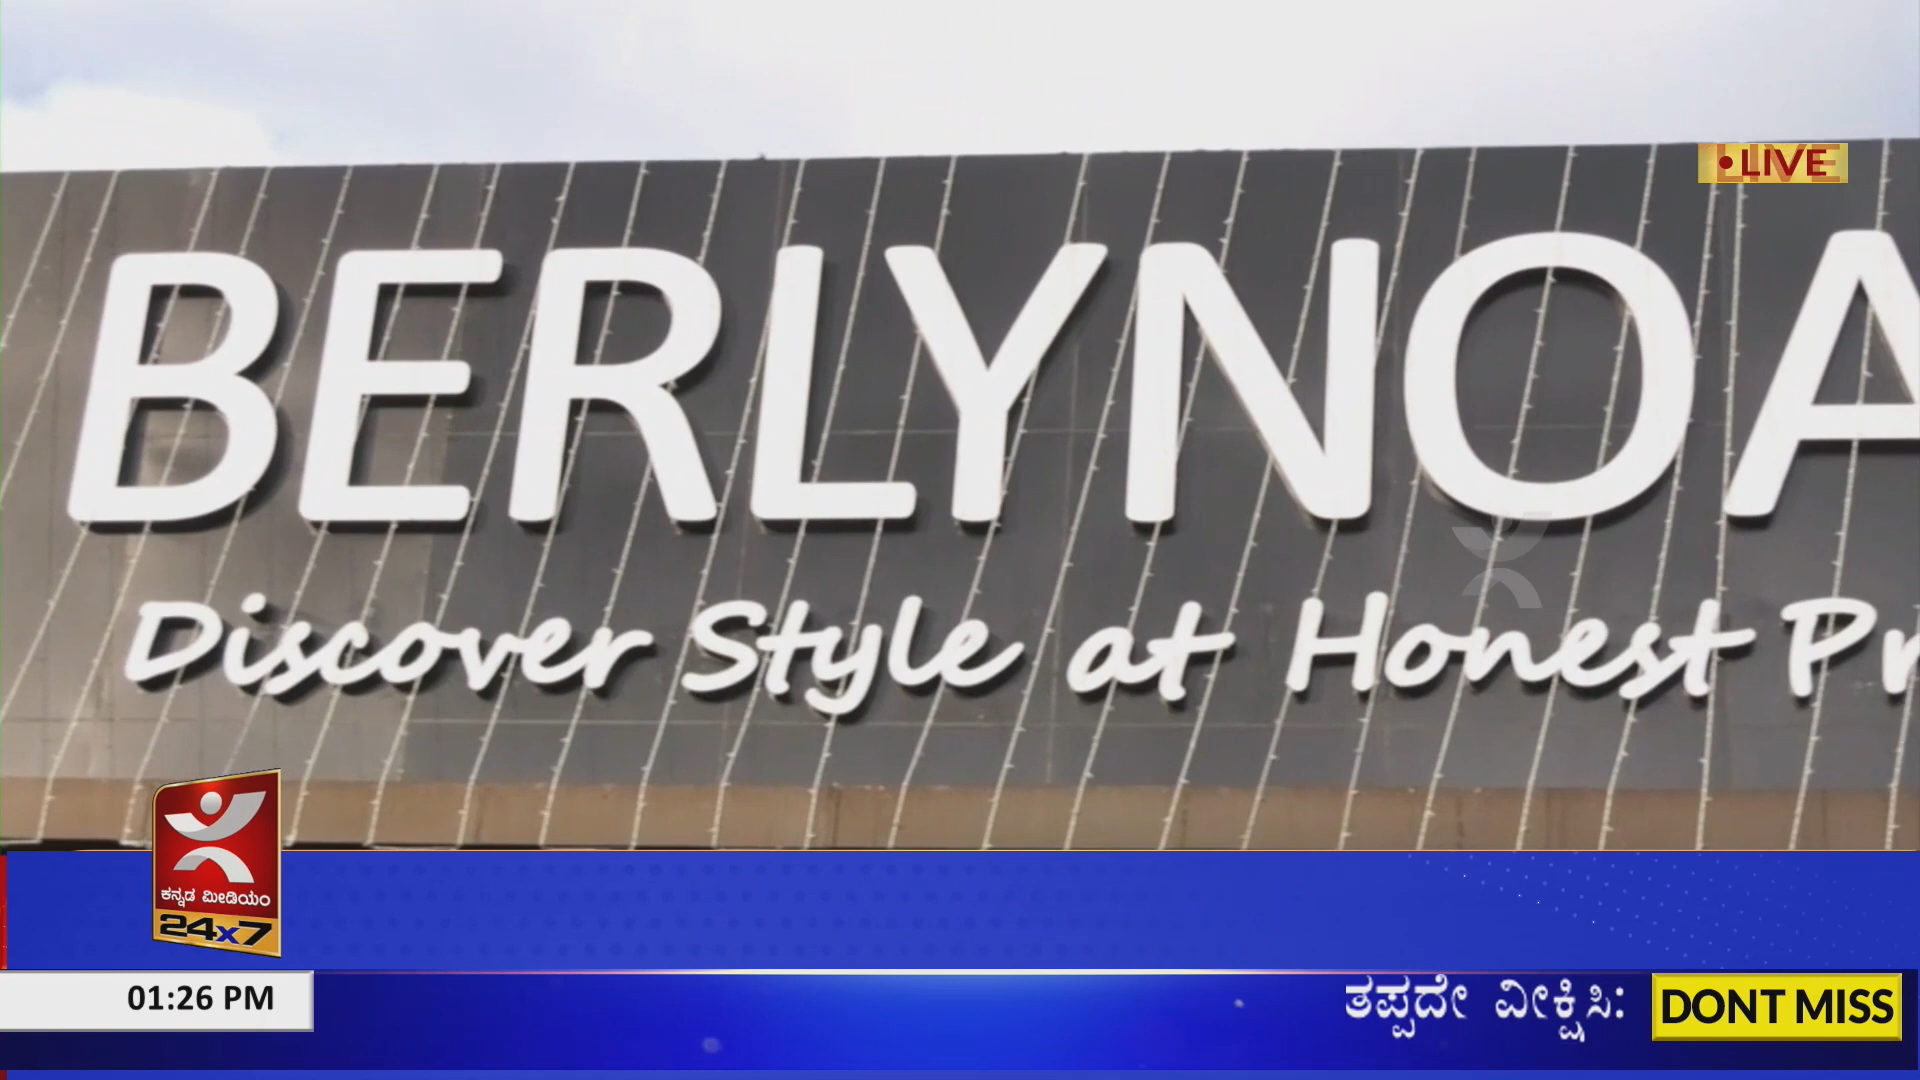 LIVE
BERLYNOA
Discover Style at Honest Pr
ಕನ್ನಡ ಮೀಡಿಯಂ
24x7
01:26 PM
ತಪ್ಪದೇ ವೀಕ್ಷಿಸಿ:
DONT MISS